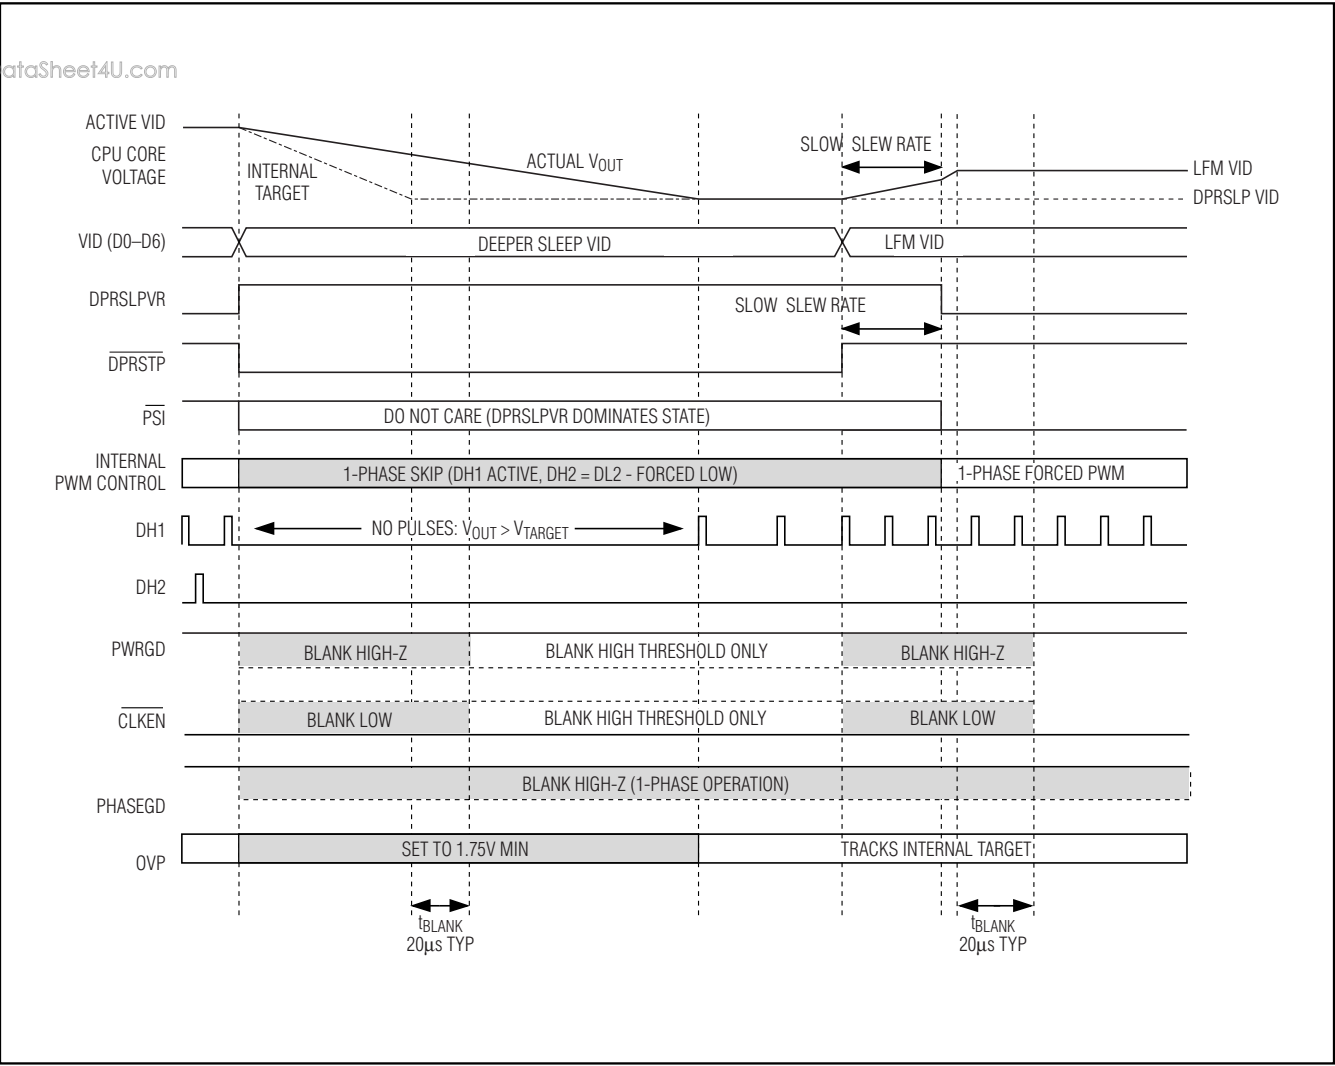 ataSheet4U.com
ACTIVE VID
CPU CORE
VOLTAGE
INTERNAL
TARGET
ACTUAL VOUT
SLOW SLEW RATE
LFM VID
DPRSLP VID
VID (D0–D6)
DEEPER SLEEP VID
LFM VID
DPRSLPVR
SLOW SLEW RATE
DPRSTP
PSI
DO NOT CARE (DPRSLPVR DOMINATES STATE)
INTERNAL
PWM CONTROL
1-PHASE SKIP (DH1 ACTIVE, DH2 = DL2 - FORCED LOW)
1-PHASE FORCED PWM
DH1
NO PULSES: VOUT > VTARGET
DH2
PWRGD
BLANK HIGH-Z
BLANK HIGH THRESHOLD ONLY
BLANK HIGH-Z
CLKEN
BLANK LOW
BLANK HIGH THRESHOLD ONLY
BLANK LOW
BLANK HIGH-Z (1-PHASE OPERATION)
PHASEGD
OVP
SET TO 1.75V MIN
TRACKS INTERNAL TARGET
tBLANK
20µs TYP
tBLANK
20µs TYP